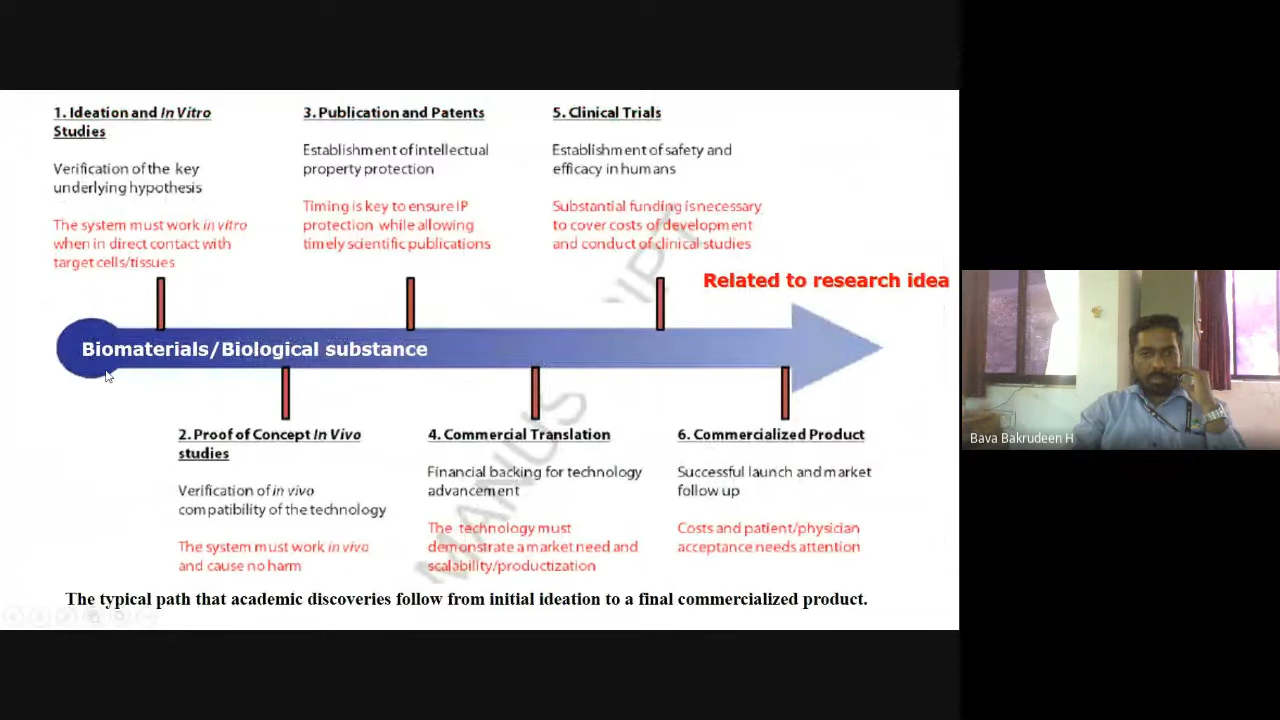 1. Ideation and In Vitro
Studies
Verification of the key
underlying hypothesis
The system must work in vitro
when in direct contact with
target cells/tissues
3. Publication and Patents
Establishment of intellectual
property protection
Timing is key to ensure IP
protection while allowing
timely scientific publications
5. Clinical Trials
Establishment of safety and
efficacy in humans
Substantial funding is necessary
to cover costs of development
and conduct of clinical studies
Related to research idea
Biomaterials/Biological substance
2. Proof of Concept In Vivo
studies
Verification of in vivo
compatibility of the technology
The system must work in vivo
and cause no harm
4. Commercial Translation
Financial backing for technology
advancement
The technology must
demonstrate a market need and
scalability/productization
6. Commercialized Product
Successful launch and market
follow up
Costs and patient/physician
acceptance needs attention
The typical path that academic discoveries follow from initial ideation to a final commercialized product.
Bava Bakrudeen H